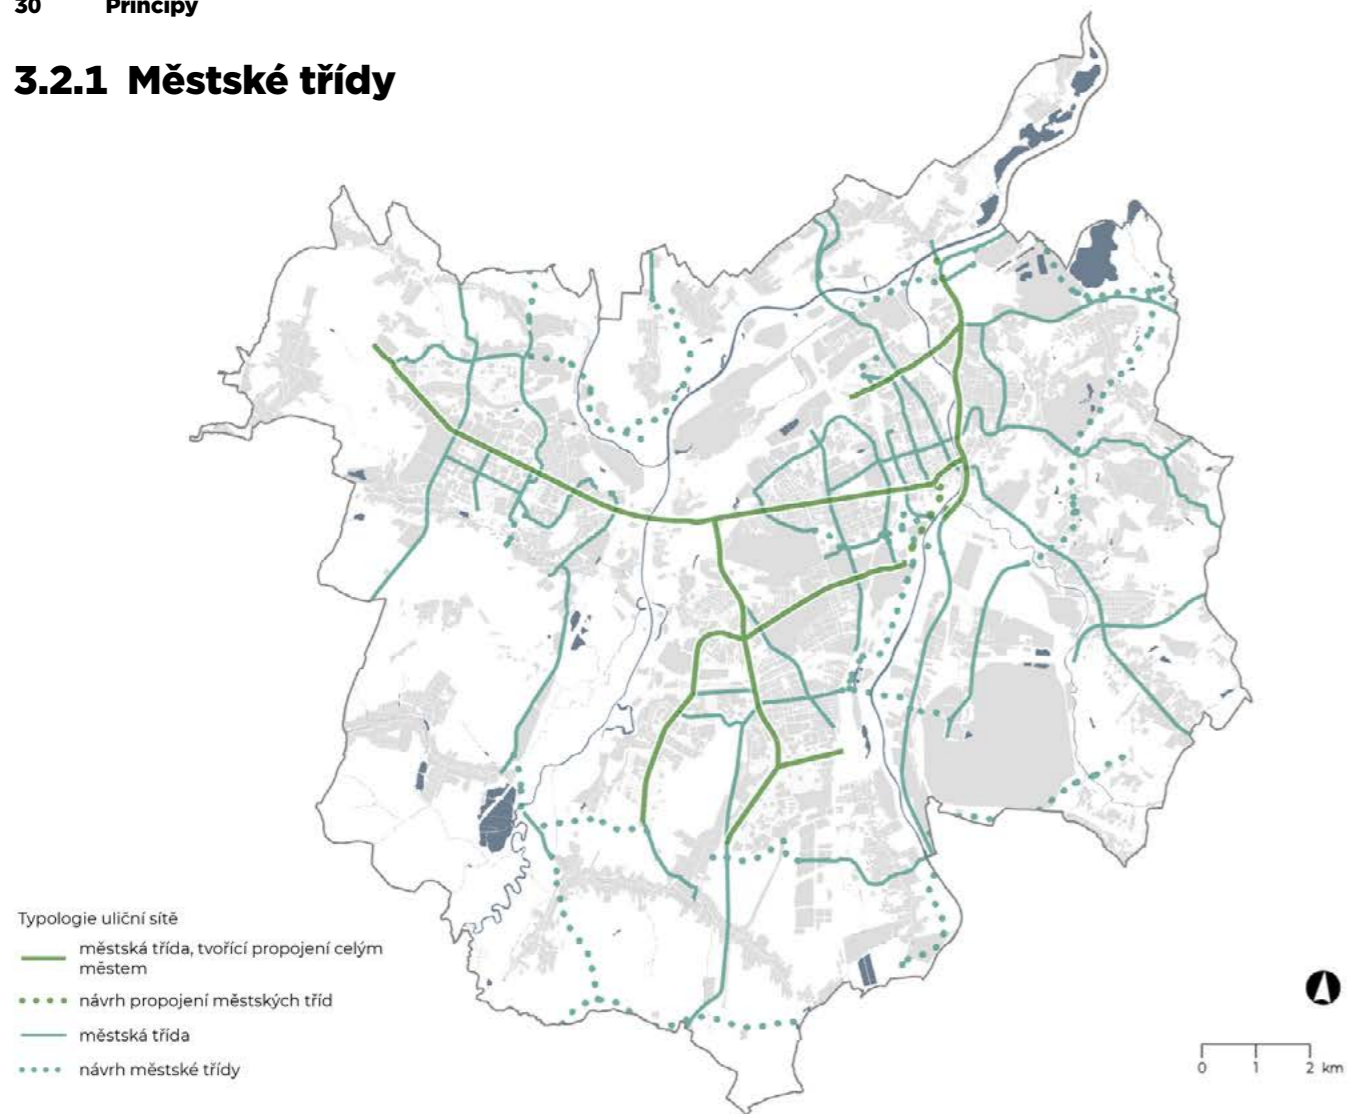 30 Principy
3.2.1 Městské třídy
Typologie uliční sítě
městská třída, tvořící propojení celým
městem
návrh propojení městských tříd
městská třída
návrh městské třídy
0 1 2 km